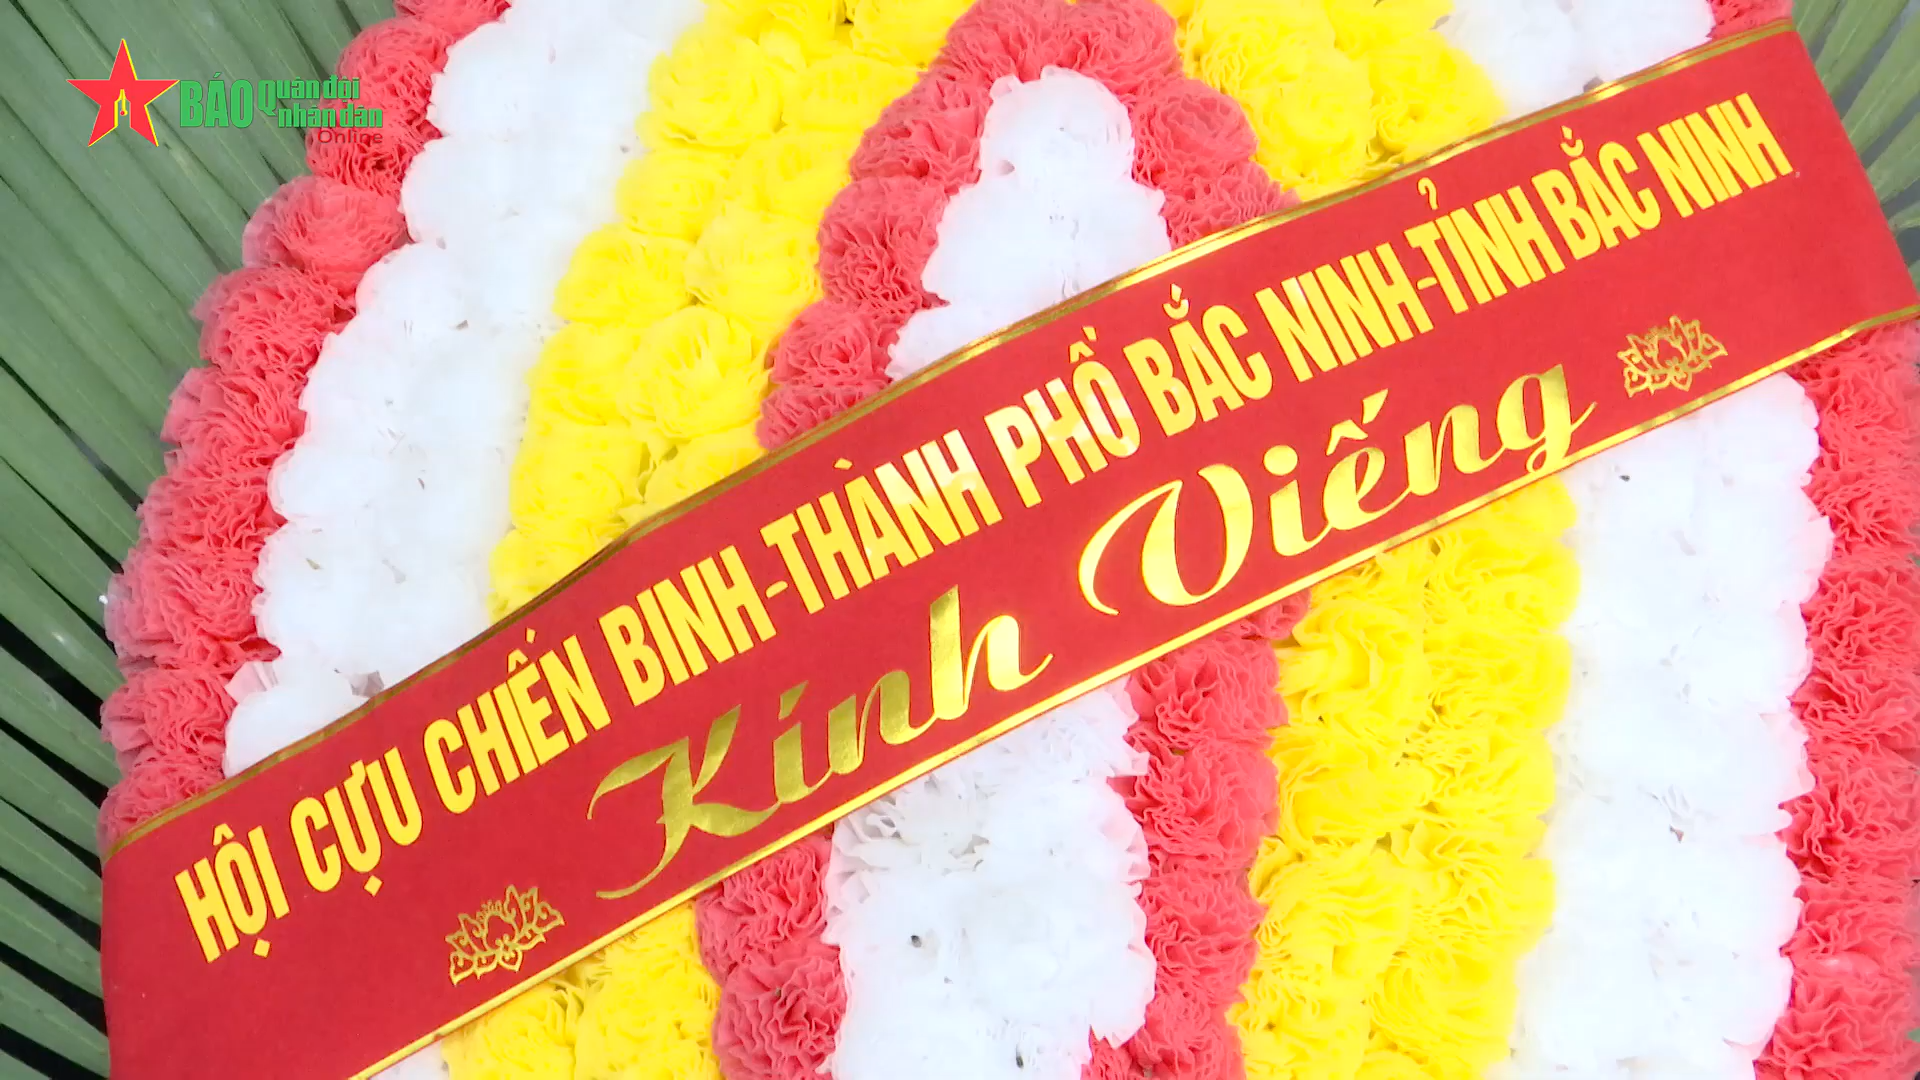 BÁO Quân đội
nhân dân
Online
HỘI CỰU CHIẾN BINH-THÀNH PHỐ BẮC NINH-TỈNH BẮC NINH
Kính Viếng